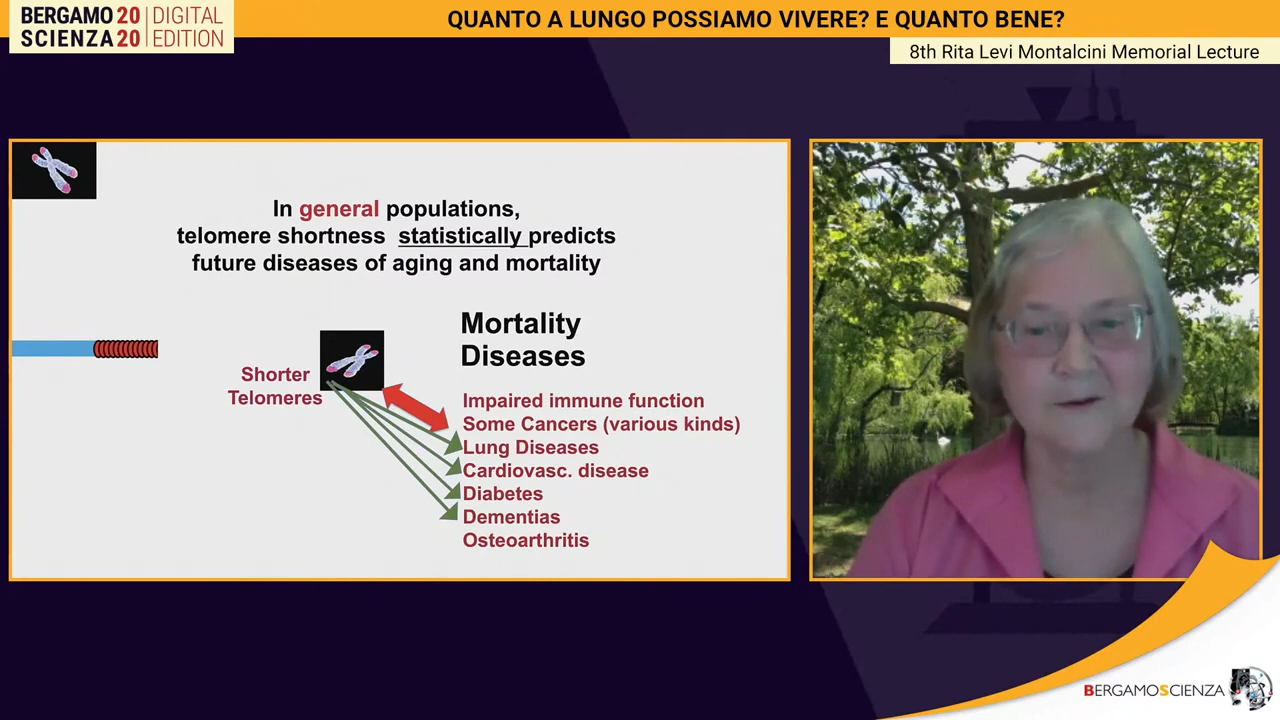 BERGAMO 20 DIGITAL
SCIENZA 20 EDITION
QUANTO A LUNGO POSSIAMO VIVERE? E QUANTO BENE?
8th Rita Levi Montalcini Memorial Lecture
In general populations,
telomere shortness statistically predicts
future diseases of aging and mortality
Mortality
Diseases
Shorter
Telomeres
Impaired immune function
Some Cancers (various kinds)
Lung Diseases
Cardiovasc. disease
Diabetes
Dementias
Osteoarthritis
BERGAMOSCIENZA